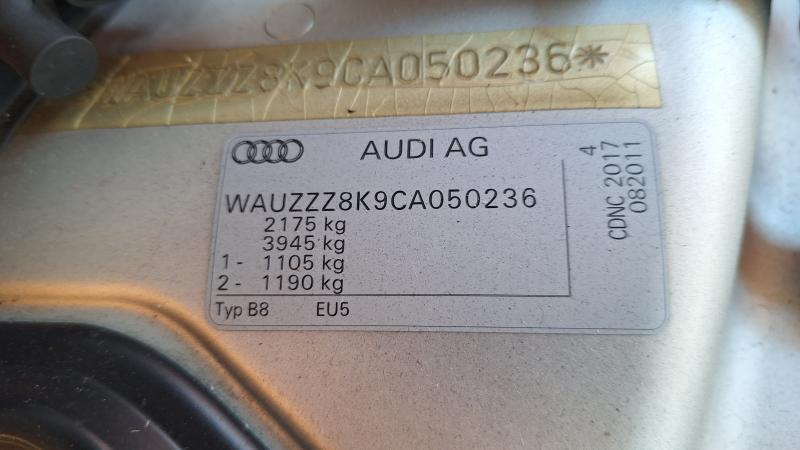 WAUZZZ8K9CA050236*
AUDI AG
WAUZZZ8K9CA050236
2175 kg
3945 kg
1 - 1105 kg
2 - 1190 kg
Typ B8 EU5
4
CDNC 2017
082011